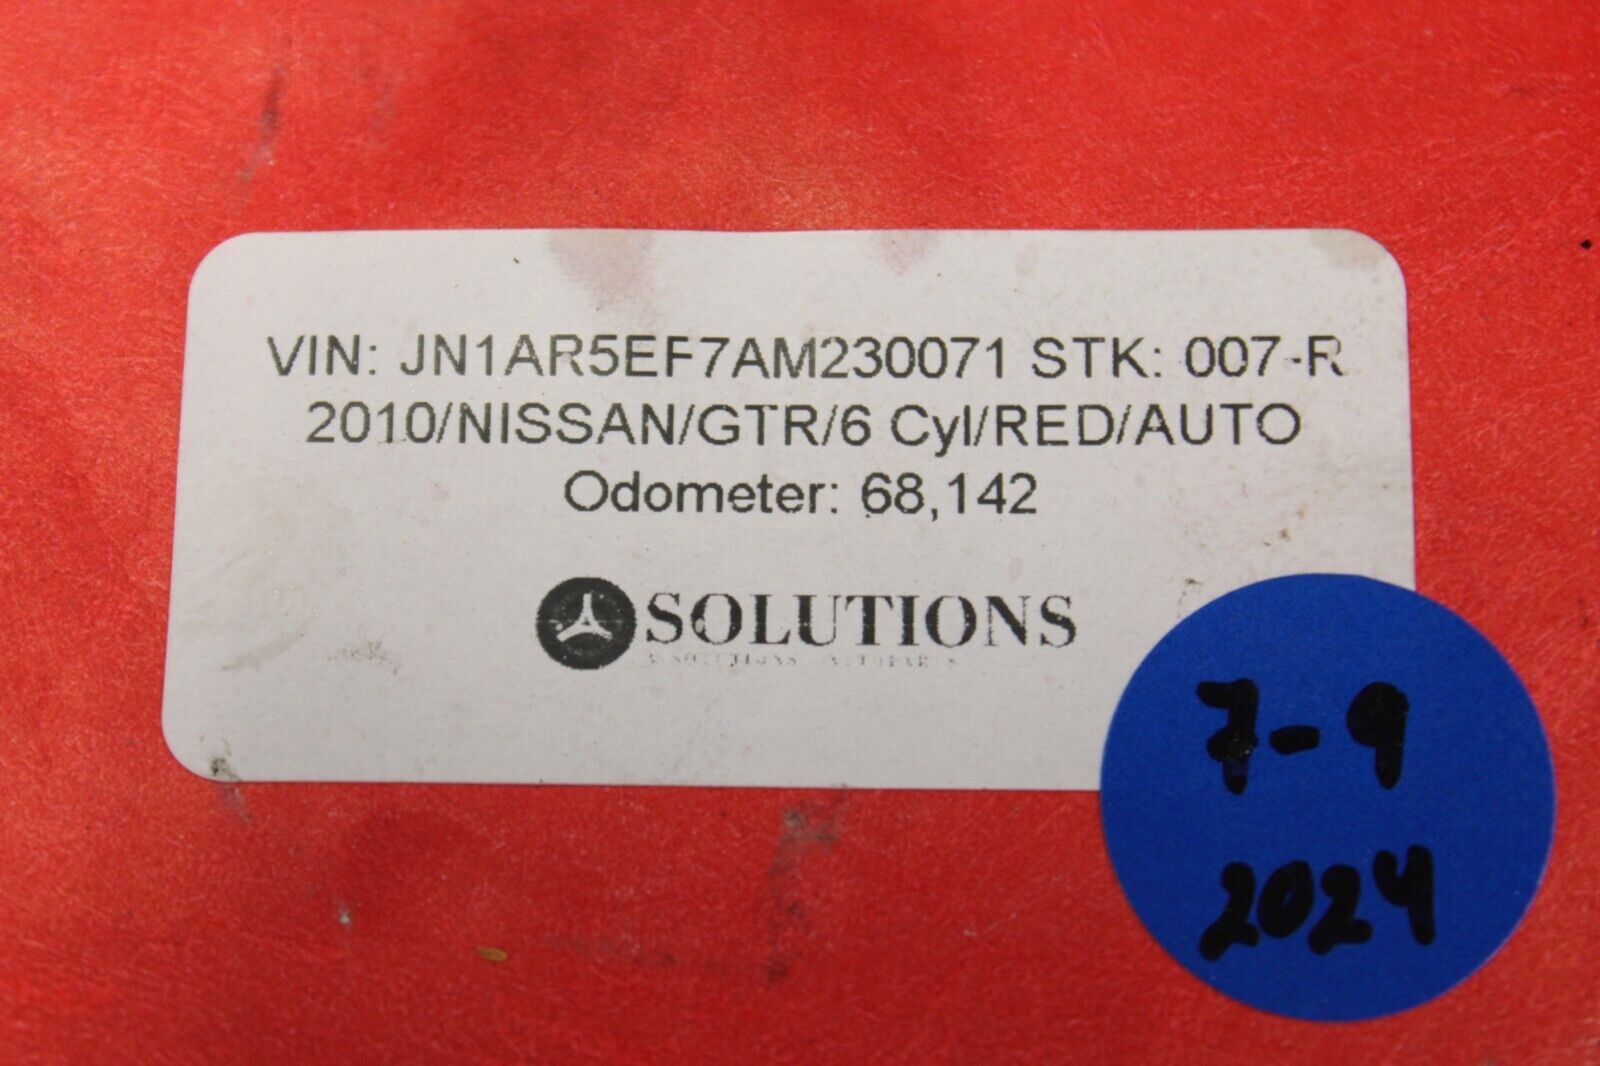 VIN: JN1AR5EF7AM230071 STK: 007-R
2010/NISSAN/GTR/6 Cyl/RED/AUTO
Odometer: 68,142
SOLUTIONS
7-9
2024